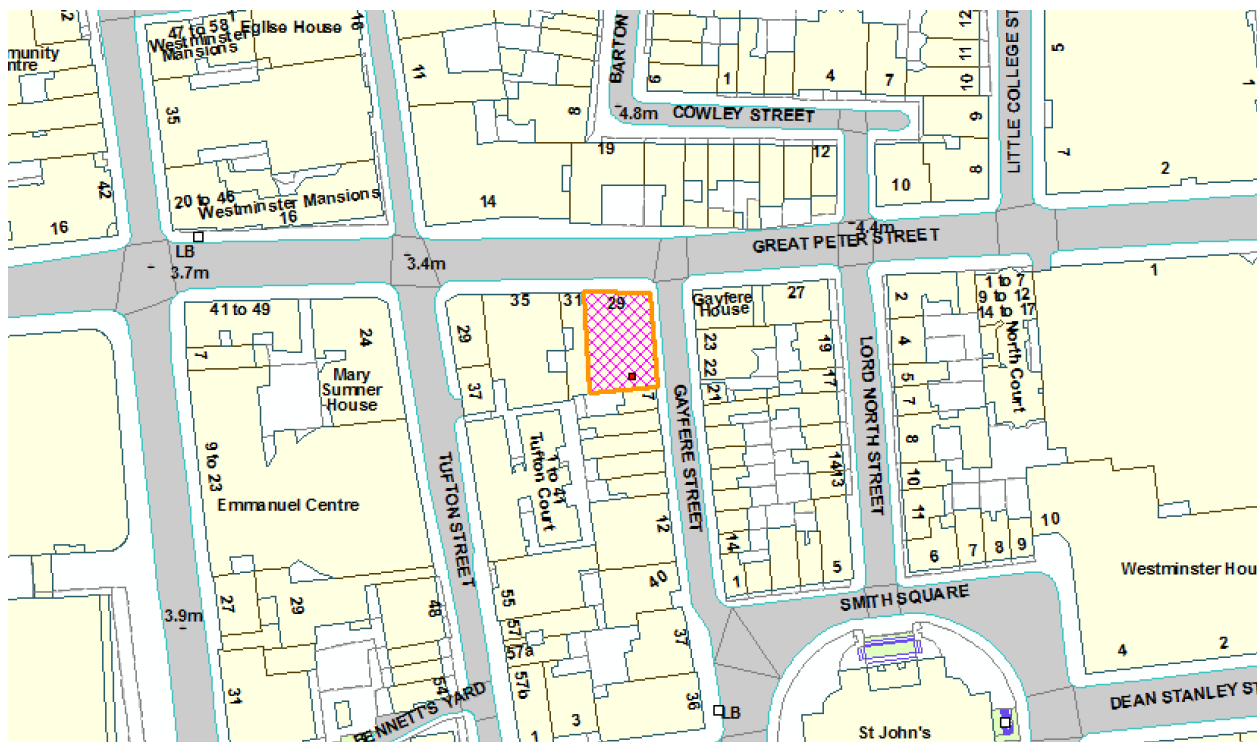 47 to 58
Westminster
Mansions
Eglise House
18
BARTON
12
11
10
LITTLE COLLEGE ST
5
1
munity
ntre
11
6
1
4
7
35
8
4.8m
COWLEY STREET
9
19
12
7
2
42
20 to 46
Westminster Mansions
16
16
14
10
8
LB
3.7m
3.4m
4.4m
GREAT PETER STREET
1
1 to 7
9 to 12
14 to 17
North Court
41 to 49
35
31
29
Gayfere
House
27
2
7
24
29
23
19
4
Mary
Sumner
House
22
17
5
37
21
7
7
GAYFERE STREET
LORD NORTH STREET
9 to 23
Tufton Court
1 to 41
8
14
13
10
Emmanuel Centre
TUFTON STREET
12
11
10
14
6
7
8
9
1
5
40
Westminster Hou
SMITH SQUARE
3.9m
27
29
48
55
57
57a
57b
37
4
2
31
54
BENNETT'S YARD
36
LB
DEAN STANLEY ST
3
1
St John's